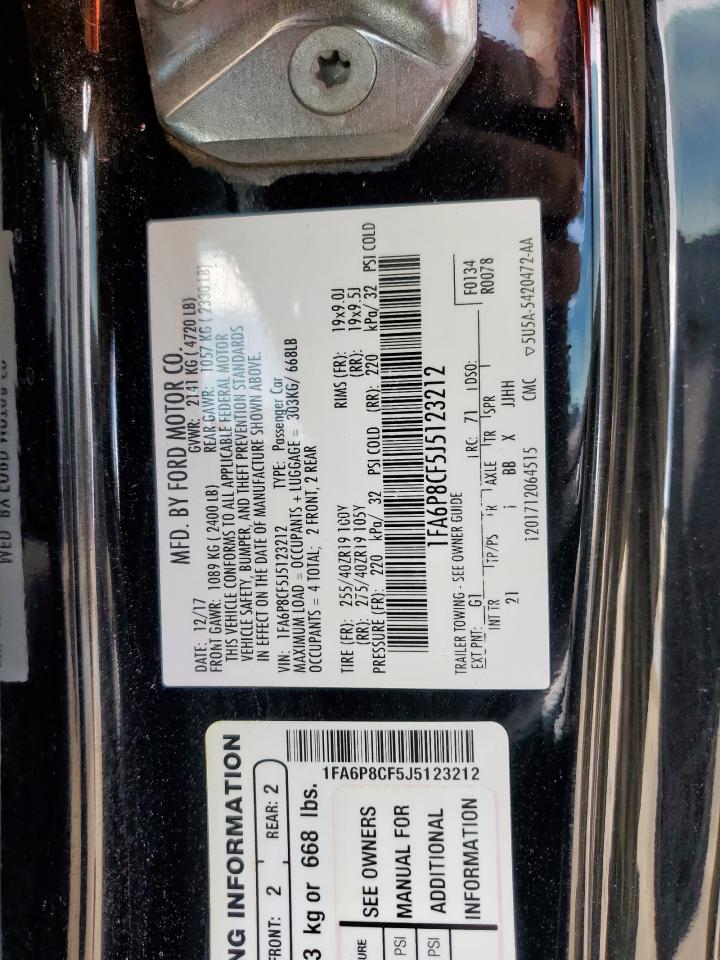 MFD. BY FORD MOTOR CO.
DATE: 12/17 GVWR: 2141 KG ( 4720 LB)
FRONT GAWR: 1089 KG ( 2400 LB) REAR GAWR: 1057 KG ( 2330 LB)
THIS VEHICLE CONFORMS TO ALL APPLICABLE FEDERAL MOTOR
VEHICLE SAFETY, BUMPER, AND THEFT PREVENTION STANDARDS
IN EFFECT ON THE DATE OF MANUFACTURE SHOWN ABOVE.
VIN: 1FA6P8CF5J5123212 TYPE: Passenger Car
MAXIMUM LOAD = OCCUPANTS + LUGGAGE = 303KG/ 668LB
OCCUPANTS = 4 TOTAL; 2 FRONT, 2 REAR
TIRE (FR): 255/40ZR19 100Y RIMS (FR): 19x9.0J
(RR): 275/40ZR19 105Y (RR): 19x9.5J
PRESSURE (FR): 220 kPa/ 32 PSI COLD (RR): 220 kPa/ 32 PSI COLD
1FA6P8CF5J5123212
TRAILER TOWING - SEE OWNER GUIDE F0134
EXT PNT: G1 RC: 71 DSO: R0078
INT TR TP/PS R AXLE TR SPR
21 i BB X JJHH
i201712064515 CMC ▽5U5A-5420472-AA
NG INFORMATION
FRONT: 2 REAR: 2
3 kg or 668 lbs.
1FA6P8CF5J5123212
URE SEE OWNERS
PSI MANUAL FOR
PSI ADDITIONAL
INFORMATION